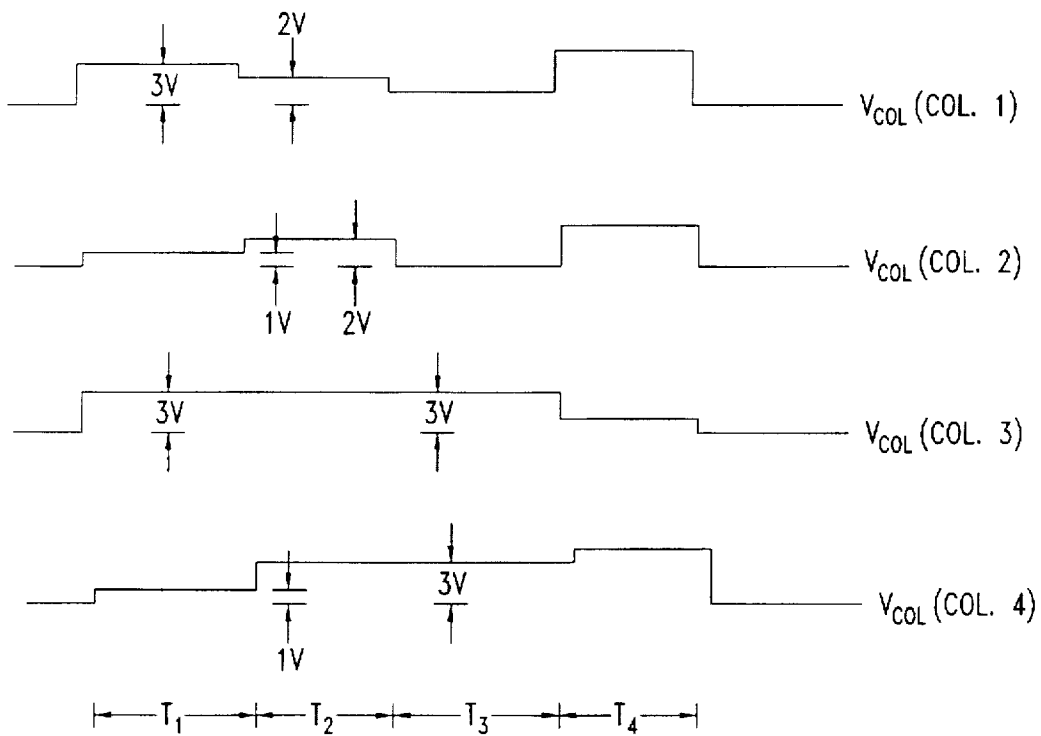 2V
3V
V_COL (COL. 1)
1V
2V
V_COL (COL. 2)
3V
3V
V_COL (COL. 3)
3V
1V
V_COL (COL. 4)
T_1 T_2 T_3 T_4